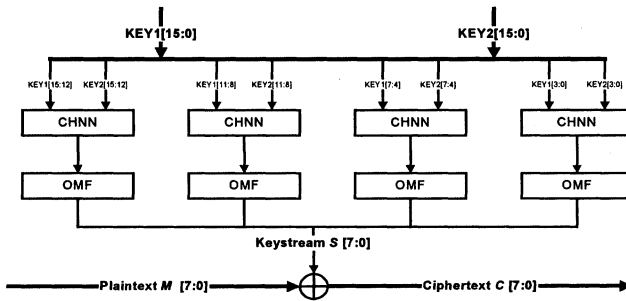 KEY1[15:0] KEY2[15:0]
KEY1[15:12] KEY2[15:12] KEY1[11:8] KEY2[11:8] KEY1[7:4] KEY2[7:4] KEY1[3:0] KEY2[3:0]
CHNN CHNN CHNN CHNN
OMF OMF OMF OMF
Keystream S [7:0]
Plaintext M [7:0] Ciphertext C [7:0]